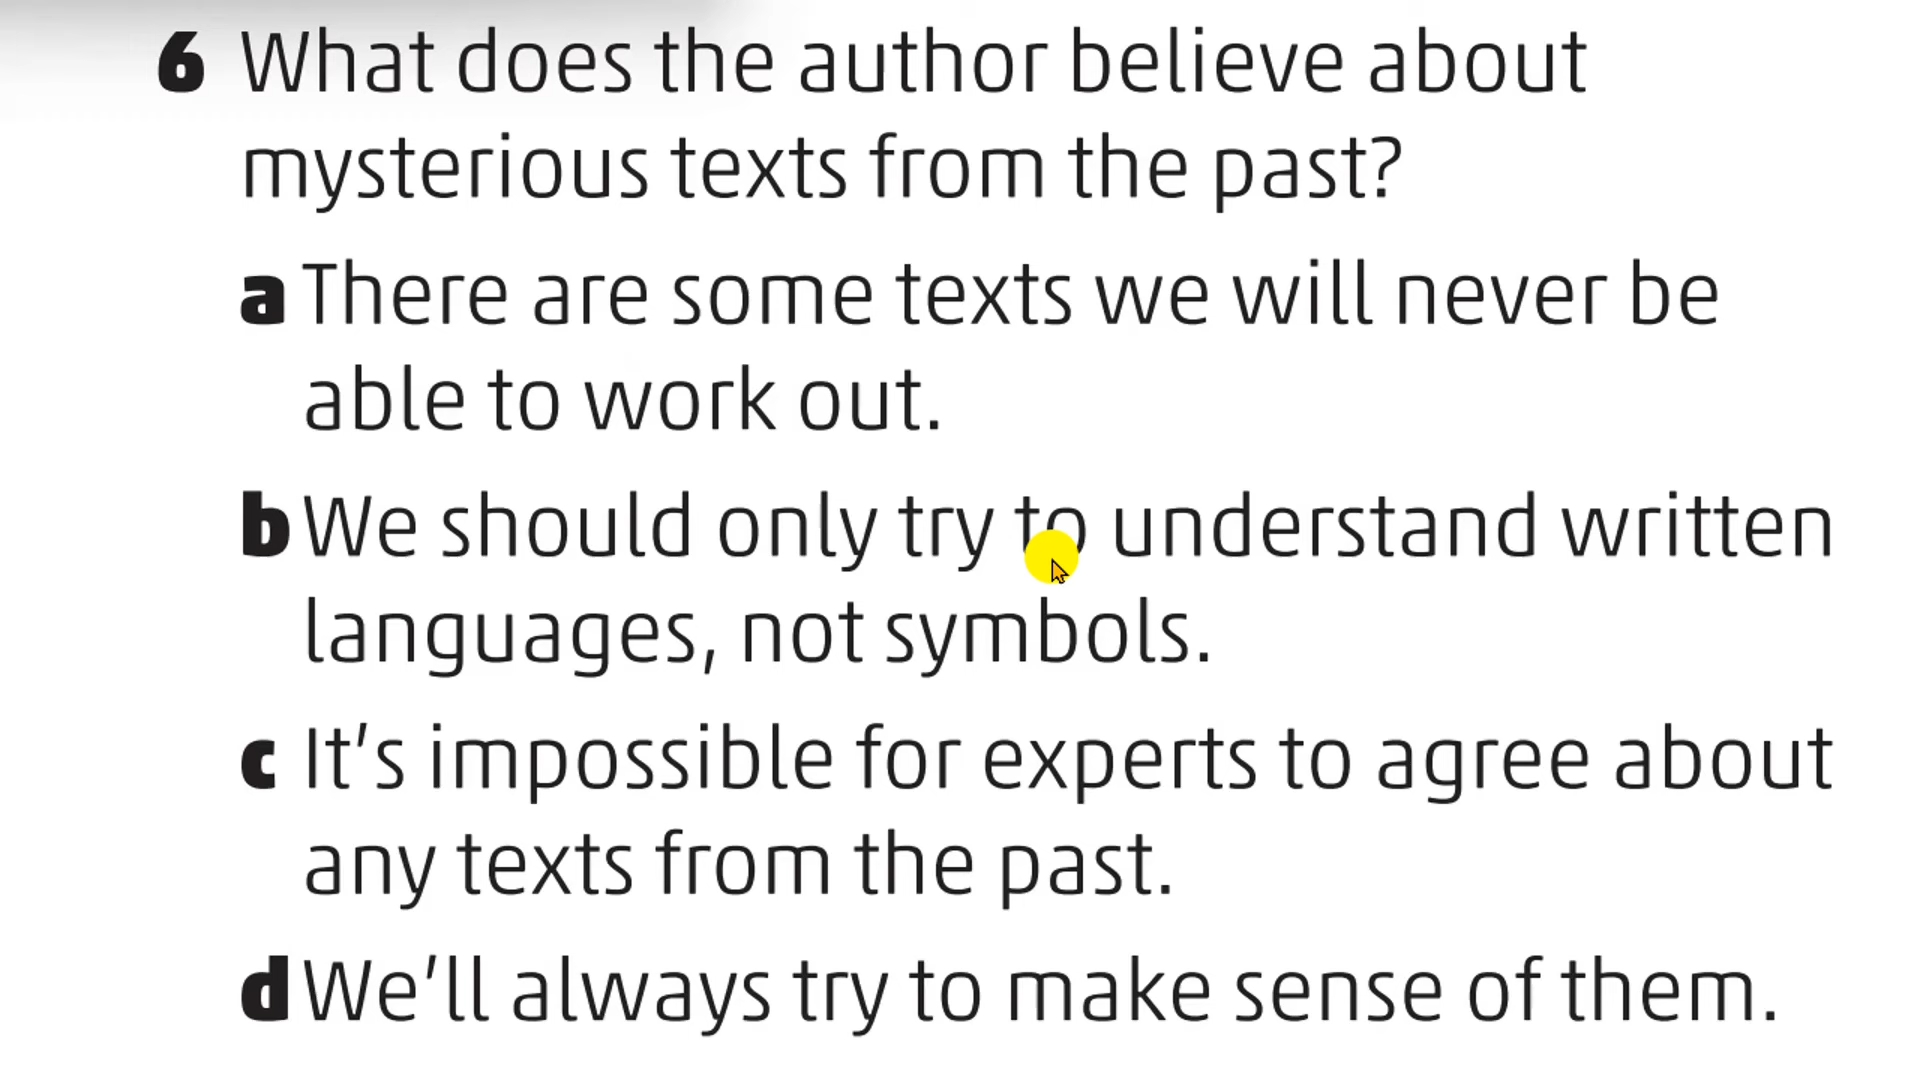 6 What does the author believe about
mysterious texts from the past?
a There are some texts we will never be
able to work out.
b We should only try to understand written
languages, not symbols.
c It's impossible for experts to agree about
any texts from the past.
d We'll always try to make sense of them.